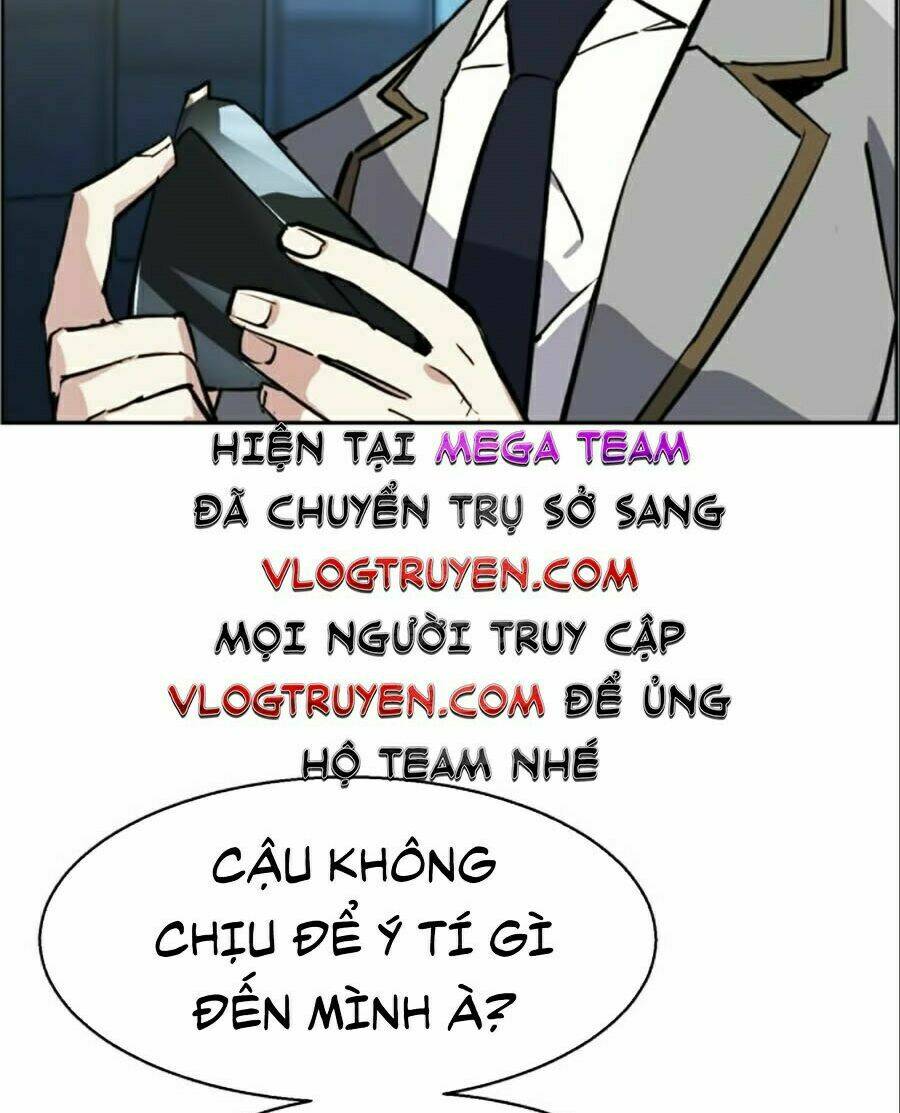 HIỆN TẠI MEGA TEAM
ĐÃ CHUYỂN TRỤ SỞ SANG
VLOGTRUYEN.COM
MỌI NGƯỜI TRUY CẬP
VLOGTRUYEN.COM ĐỂ ỦNG
HỘ TEAM NHÉ
CẬU KHÔNG
CHỊU ĐỂ Ý TÍ GÌ
ĐẾN MÌNH À?